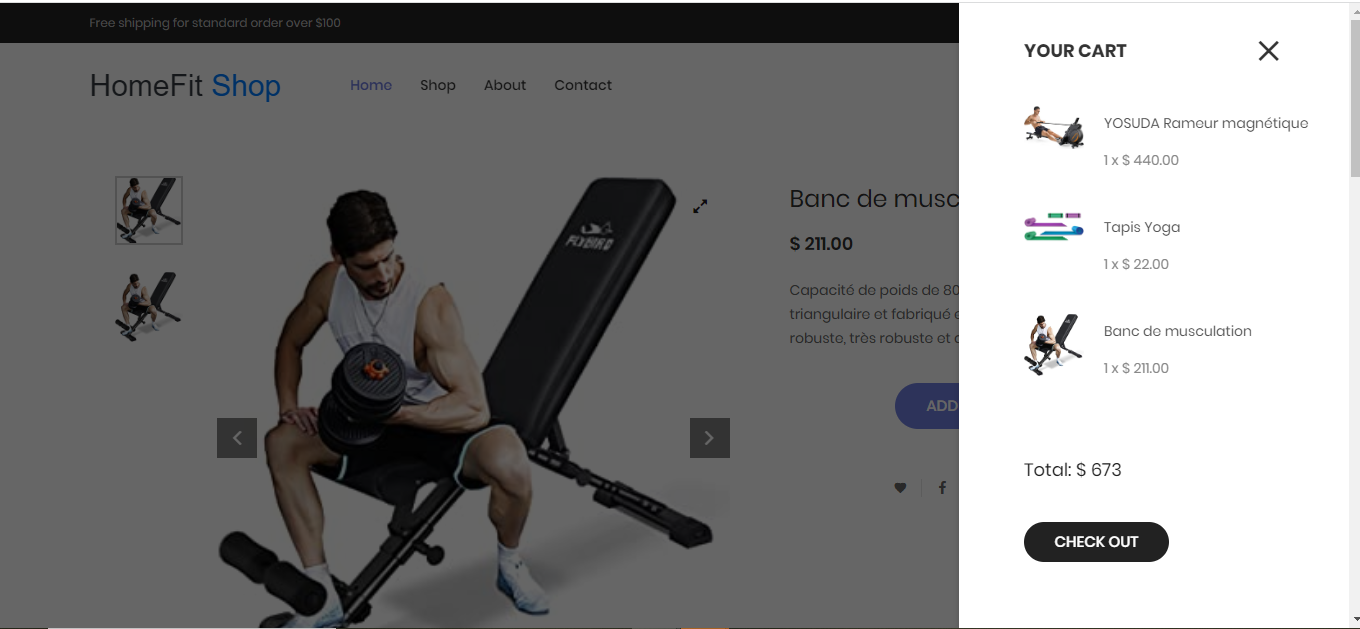 Free shipping for standard order over $100
HomeFit Shop
Home
Shop
About
Contact
FLYBIRD
Banc de musc
$ 211.00
Capacité de poids de 80
triangulaire et fabriqué e
robuste, très robuste et
ADD
YOUR CART
YOSUDA Rameur magnétique
1 x $ 440.00
Tapis Yoga
1 x $ 22.00
Banc de musculation
1 x $ 211.00
Total: $ 673
CHECK OUT